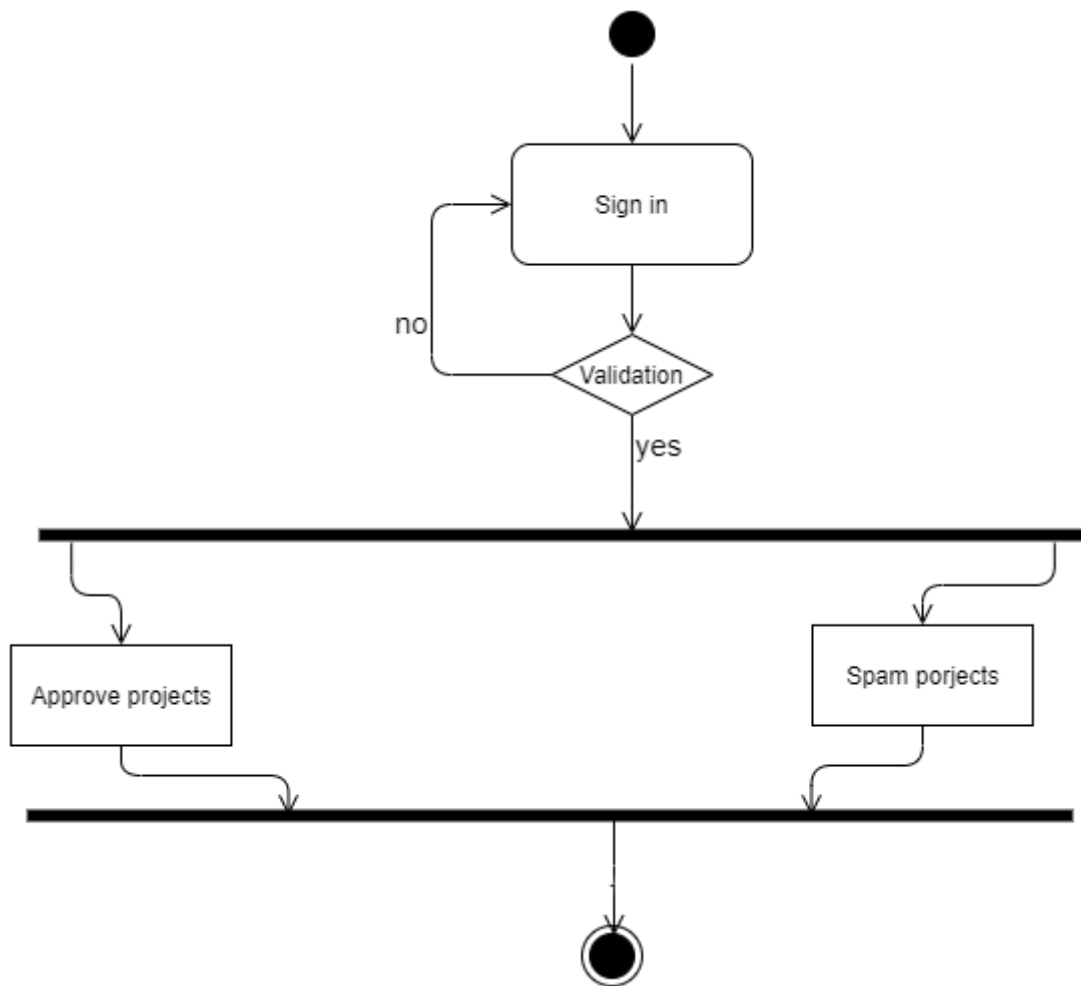 Sign in
no
Validation
yes
Approve projects
Spam porjects